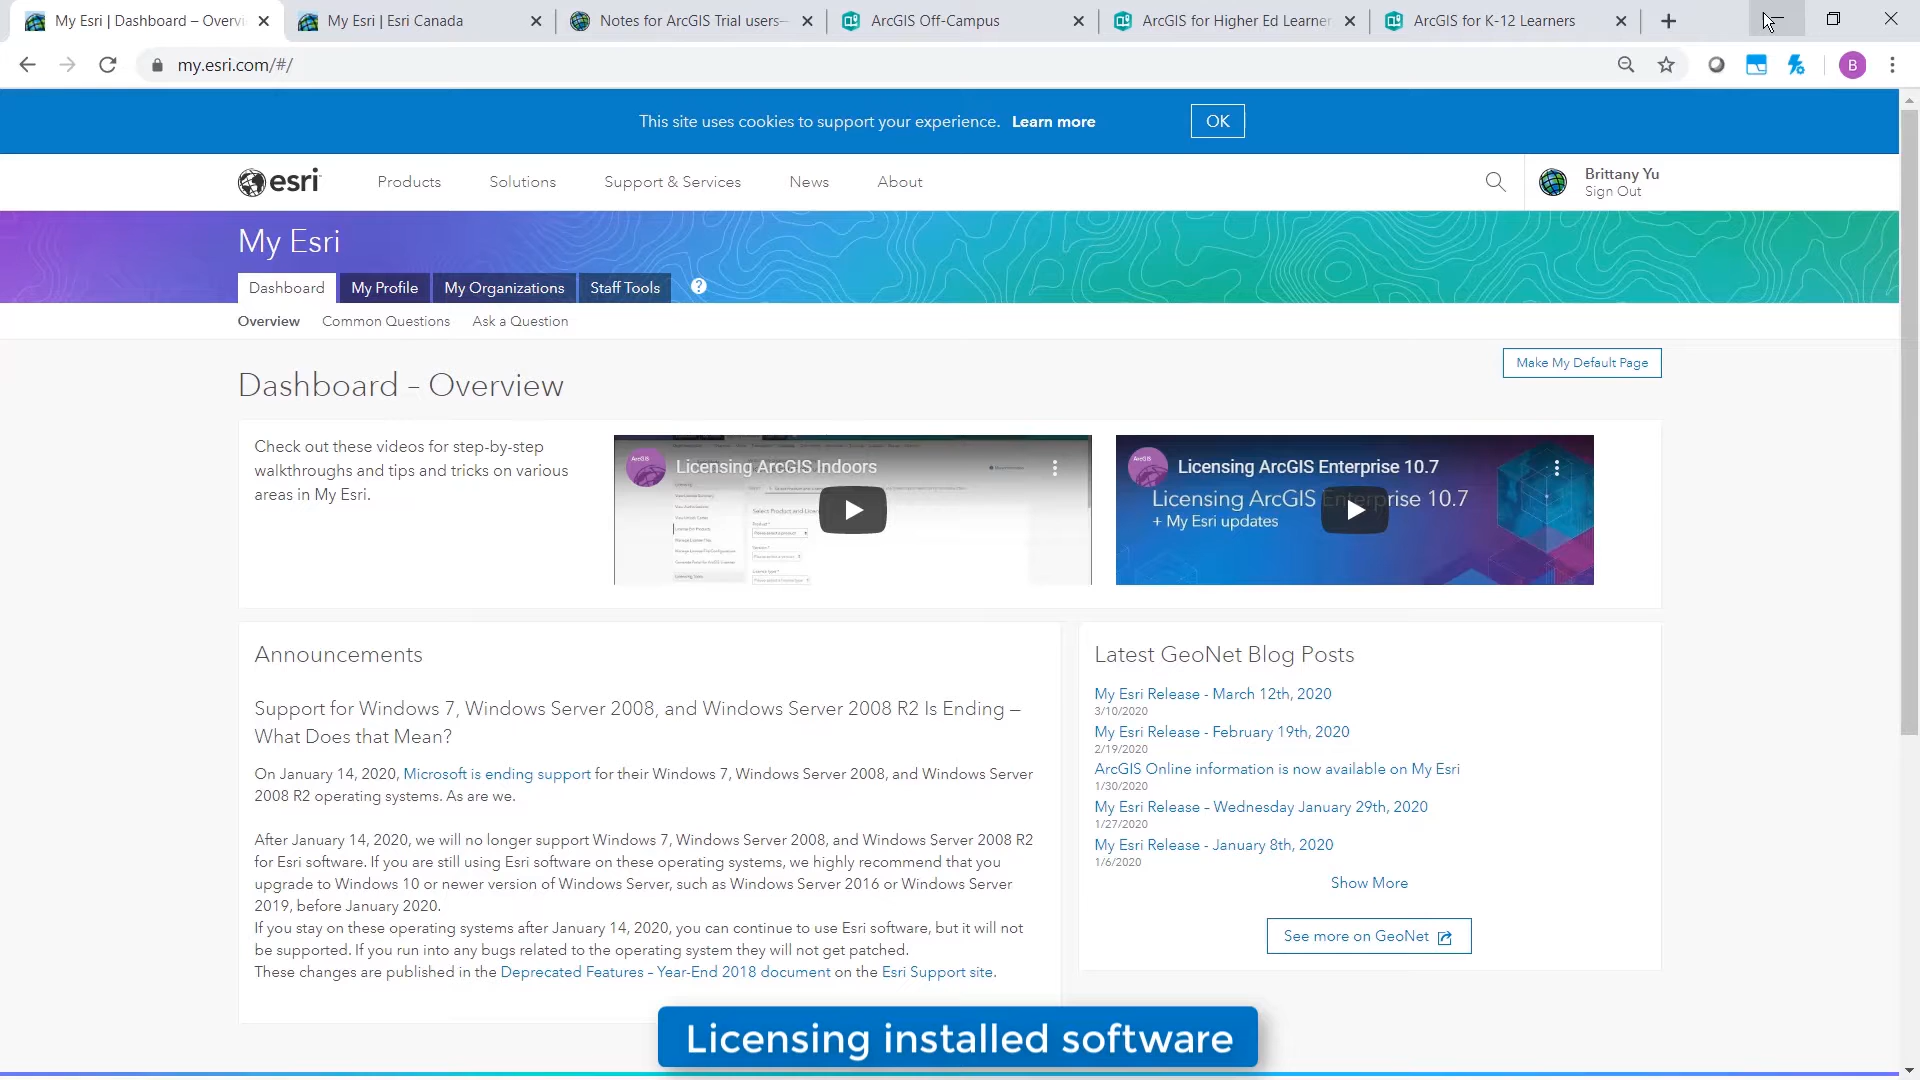 My Esri | Dashboard – Overvi
My Esri | Esri Canada
Notes for ArcGIS Trial users—
ArcGIS Off-Campus
ArcGIS for Higher Ed Learner
ArcGIS for K-12 Learners
my.esri.com/#/
B
This site uses cookies to support your experience. Learn more
OK
esri
Products
Solutions
Support & Services
News
About
Brittany Yu
Sign Out
My Esri
Dashboard
My Profile
My Organizations
Staff Tools
?
Overview
Common Questions
Ask a Question
Make My Default Page
Dashboard – Overview
Check out these videos for step-by-step
walkthroughs and tips and tricks on various
areas in My Esri.
ArcGIS
Licensing ArcGIS Indoors
Select Product and Licen
ArcGIS
Licensing ArcGIS Enterprise 10.7
Licensing ArcGIS Enterprise 10.7
+ My Esri updates
Announcements
Support for Windows 7, Windows Server 2008, and Windows Server 2008 R2 Is Ending –
What Does that Mean?
On January 14, 2020, Microsoft is ending support for their Windows 7, Windows Server 2008, and Windows Server
2008 R2 operating systems. As are we.
After January 14, 2020, we will no longer support Windows 7, Windows Server 2008, and Windows Server 2008 R2
for Esri software. If you are still using Esri software on these operating systems, we highly recommend that you
upgrade to Windows 10 or newer version of Windows Server, such as Windows Server 2016 or Windows Server
2019, before January 2020.
If you stay on these operating systems after January 14, 2020, you can continue to use Esri software, but it will not
be supported. If you run into any bugs related to the operating system they will not get patched.
These changes are published in the Deprecated Features – Year-End 2018 document on the Esri Support site.
Latest GeoNet Blog Posts
My Esri Release - March 12th, 2020
3/10/2020
My Esri Release - February 19th, 2020
2/19/2020
ArcGIS Online information is now available on My Esri
1/30/2020
My Esri Release – Wednesday January 29th, 2020
1/27/2020
My Esri Release - January 8th, 2020
1/6/2020
Show More
See more on GeoNet
Licensing installed software